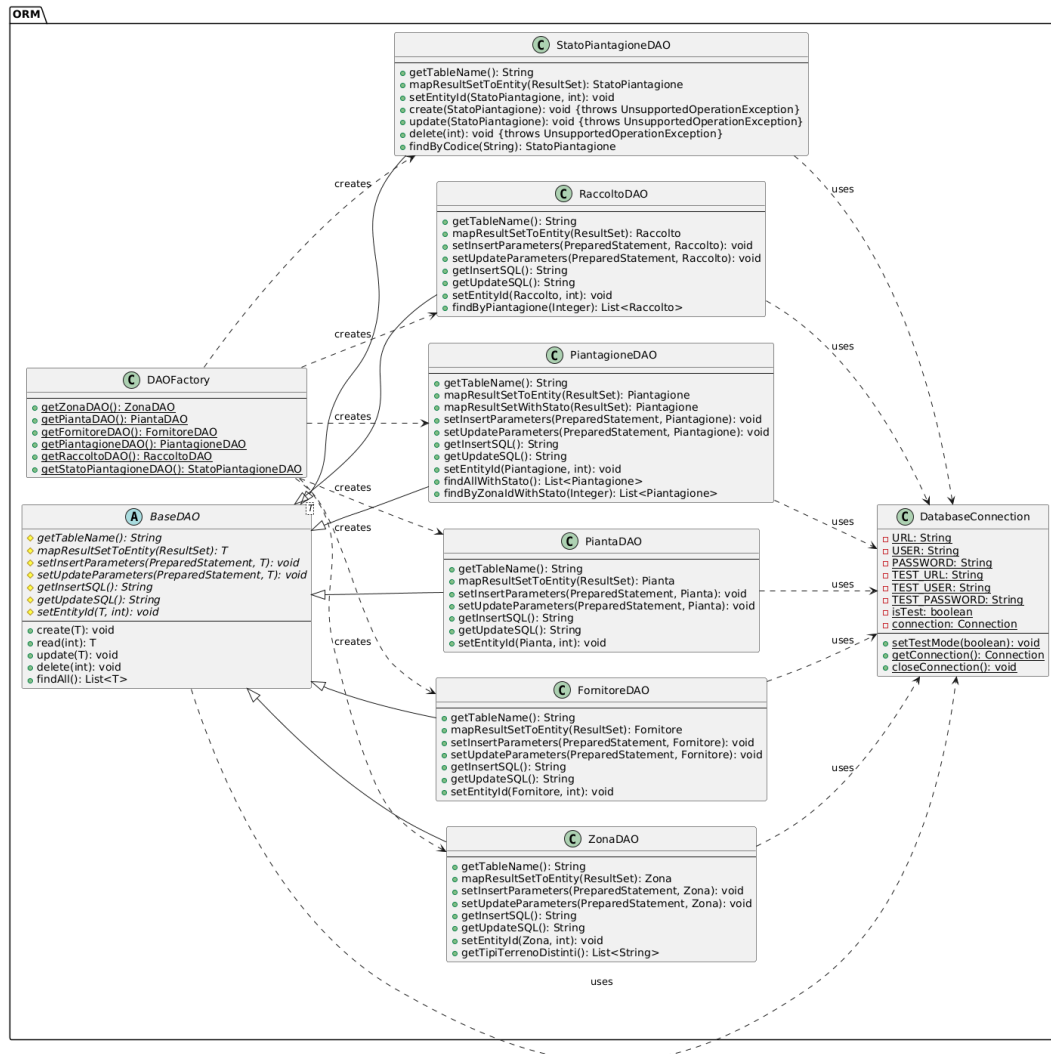 ORM
C StatoPiantagioneDAO
getTableName(): String
mapResultSetToEntity(ResultSet): StatoPiantagione
setEntityId(StatoPiantagione, int): void
create(StatoPiantagione): void {throws UnsupportedOperationException}
update(StatoPiantagione): void {throws UnsupportedOperationException}
delete(int): void {throws UnsupportedOperationException}
findByCodice(String): StatoPiantagione
creates
uses
C RaccoltoDAO
getTableName(): String
mapResultSetToEntity(ResultSet): Raccolto
setInsertParameters(PreparedStatement, Raccolto): void
setUpdateParameters(PreparedStatement, Raccolto): void
getInsertSQL(): String
getUpdateSQL(): String
setEntityId(Raccolto, int): void
findByPiantagione(Integer): List<Raccolto>
creates
uses
C PiantagioneDAO
getTableName(): String
mapResultSetToEntity(ResultSet): Piantagione
mapResultSetWithStato(ResultSet): Piantagione
setInsertParameters(PreparedStatement, Piantagione): void
setUpdateParameters(PreparedStatement, Piantagione): void
getInsertSQL(): String
getUpdateSQL(): String
setEntityId(Piantagione, int): void
findAllWithStato(): List<Piantagione>
findByZonaIdWithStato(Integer): List<Piantagione>
C DAOFactory
getZonaDAO(): ZonaDAO
getPiantaDAO(): PiantaDAO
getFornitoreDAO(): FornitoreDAO
getPiantagioneDAO(): PiantagioneDAO
getRaccoltoDAO(): RaccoltoDAO
getStatoPiantagioneDAO(): StatoPiantagioneDAO
creates
creates
uses
T
A BaseDAO
getTableName(): String
mapResultSetToEntity(ResultSet): T
setInsertParameters(PreparedStatement, T): void
setUpdateParameters(PreparedStatement, T): void
getInsertSQL(): String
getUpdateSQL(): String
setEntityId(T, int): void
create(T): void
read(int): T
update(T): void
delete(int): void
findAll(): List<T>
creates
C PiantaDAO
getTableName(): String
mapResultSetToEntity(ResultSet): Pianta
setInsertParameters(PreparedStatement, Pianta): void
setUpdateParameters(PreparedStatement, Pianta): void
getInsertSQL(): String
getUpdateSQL(): String
setEntityId(Pianta, int): void
uses
C DatabaseConnection
URL: String
USER: String
PASSWORD: String
TEST_URL: String
TEST_USER: String
TEST_PASSWORD: String
isTest: boolean
connection: Connection
setTestMode(boolean): void
getConnection(): Connection
closeConnection(): void
creates
uses
C FornitoreDAO
getTableName(): String
mapResultSetToEntity(ResultSet): Fornitore
setInsertParameters(PreparedStatement, Fornitore): void
setUpdateParameters(PreparedStatement, Fornitore): void
getInsertSQL(): String
getUpdateSQL(): String
setEntityId(Fornitore, int): void
uses
C ZonaDAO
getTableName(): String
mapResultSetToEntity(ResultSet): Zona
setInsertParameters(PreparedStatement, Zona): void
setUpdateParameters(PreparedStatement, Zona): void
getInsertSQL(): String
getUpdateSQL(): String
setEntityId(Zona, int): void
getTipiTerrenoDistinti(): List<String>
uses